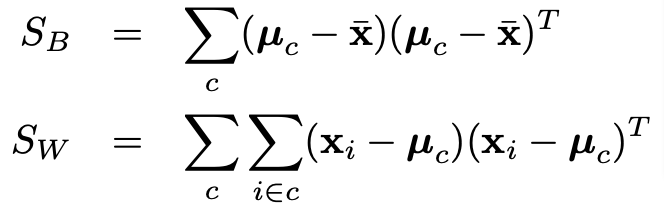 S_B = \sum_c (\boldsymbol{\mu}_c - \bar{\mathbf{x}})(\boldsymbol{\mu}_c - \bar{\mathbf{x}})^T
S_W = \sum_c \sum_{i \in c} (\mathbf{x}_i - \boldsymbol{\mu}_c)(\mathbf{x}_i - \boldsymbol{\mu}_c)^T